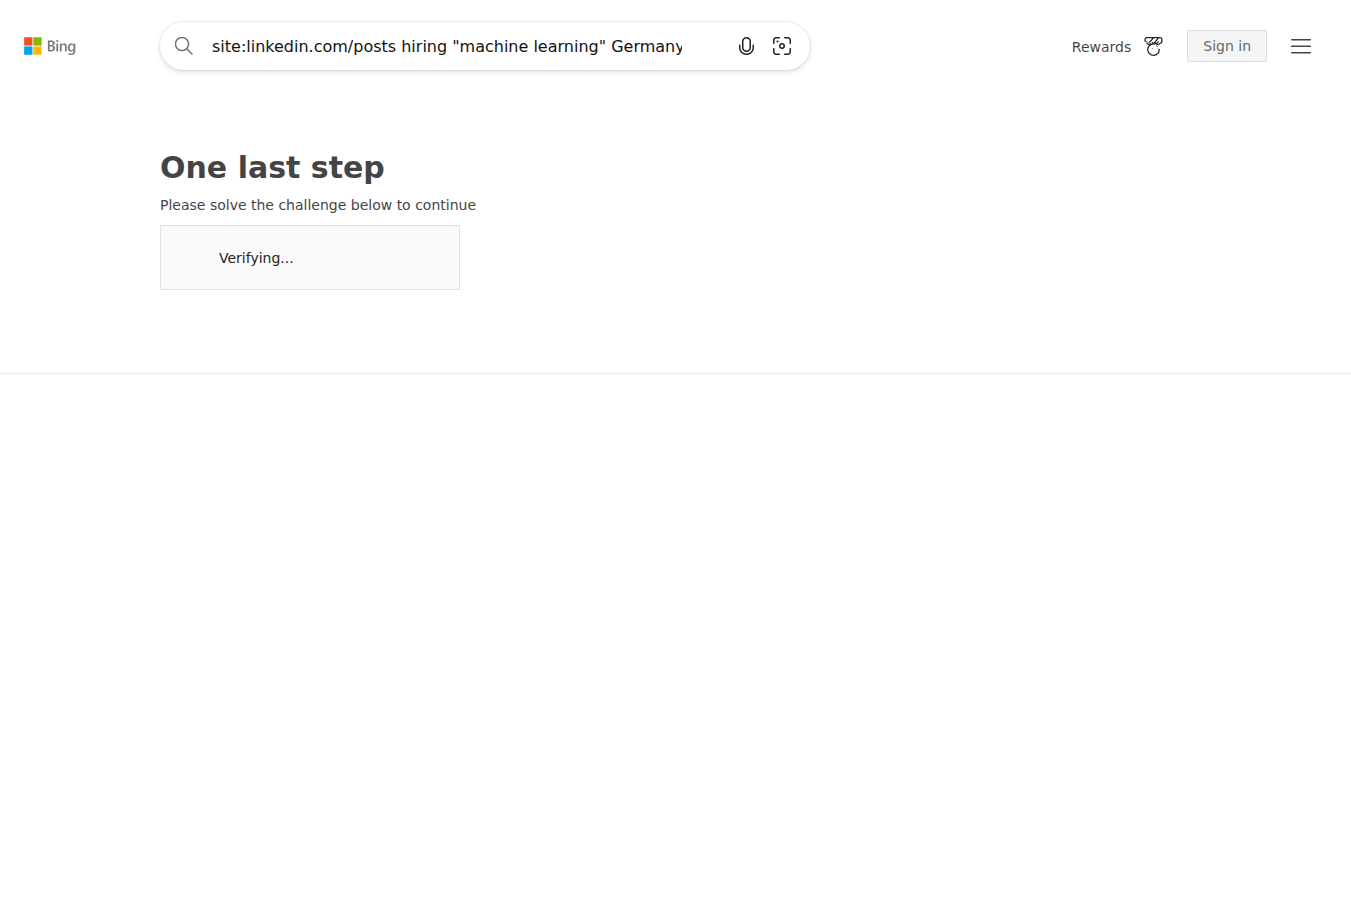 Bing
site:linkedin.com/posts hiring "machine learning" Germany
Rewards
Sign in
One last step
Please solve the challenge below to continue
Verifying...